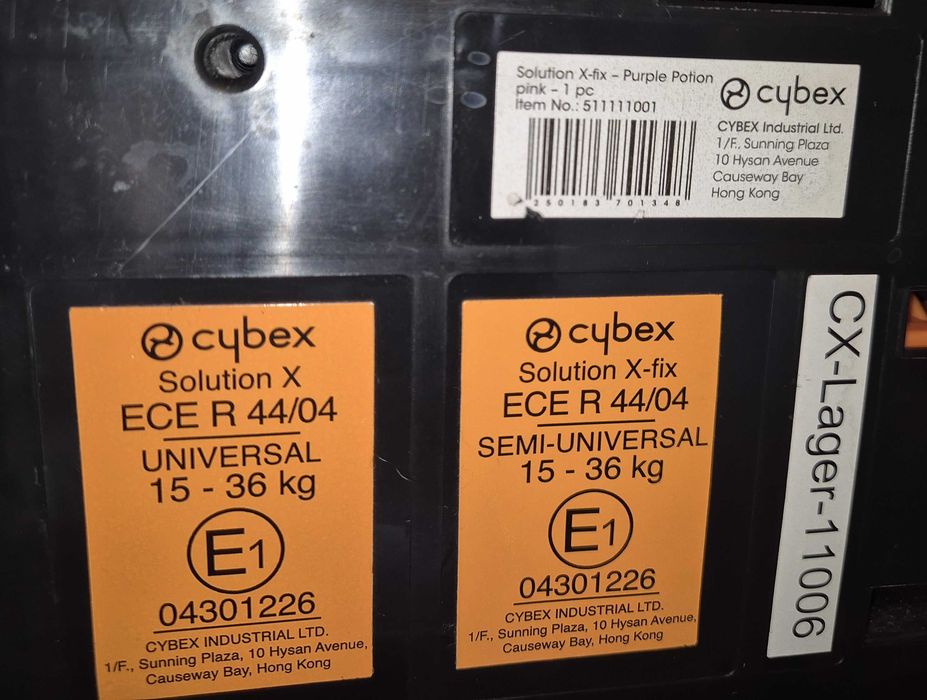 Solution X-fix – Purple Potion
pink – 1 pc
Item No.: 511111001
250183 701348
cybex
CYBEX Industrial Ltd.
1/F., Sunning Plaza
10 Hysan Avenue
Causeway Bay
Hong Kong
cybex
Solution X
ECE R 44/04
UNIVERSAL
15 - 36 kg
E1
04301226
CYBEX INDUSTRIAL LTD.
1/F., Sunning Plaza, 10 Hysan Avenue,
Causeway Bay, Hong Kong
cybex
Solution X-fix
ECE R 44/04
SEMI-UNIVERSAL
15 - 36 kg
E1
04301226
CYBEX INDUSTRIAL LTD.
1/F., Sunning Plaza, 10 Hysan Avenue,
Causeway Bay, Hong Kong
CX-Lager-11006